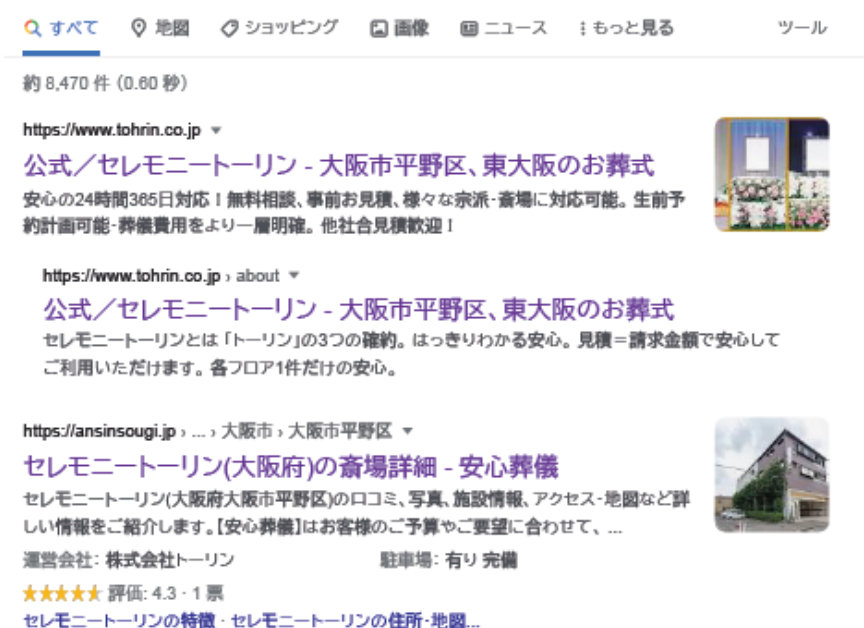 すべて 地図 ショッピング 画像 ニュース もっと見る ツール
約 8,470 件 (0.60 秒)
https://www.tohrin.co.jp
公式／セレモニートーリン - 大阪市平野区、東大阪のお葬式
安心の24時間365日対応！無料相談、事前お見積、様々な宗派･斎場に対応可能。生前予
約計画可能･葬儀費用をより一層明確。他社合見積歓迎！
https://www.tohrin.co.jp › about
公式／セレモニートーリン - 大阪市平野区、東大阪のお葬式
セレモニートーリンとは「トーリン」の3つの確約。はっきりわかる安心。見積＝請求金額で安心して
ご利用いただけます。各フロア1件だけの安心。
https://ansinsougi.jp › ... › 大阪市 › 大阪市平野区
セレモニートーリン(大阪府)の斎場詳細 - 安心葬儀
セレモニートーリン(大阪府大阪市平野区)の口コミ、写真、施設情報、アクセス･地図など詳
しい情報をご紹介します。【安心葬儀】はお客様のご予算やご要望に合わせて、 ...
運営会社: 株式会社トーリン 駐車場: 有り 完備
★★★★★ 評価: 4.3 · 1 票
セレモニートーリンの特徴 · セレモニートーリンの住所･地図...